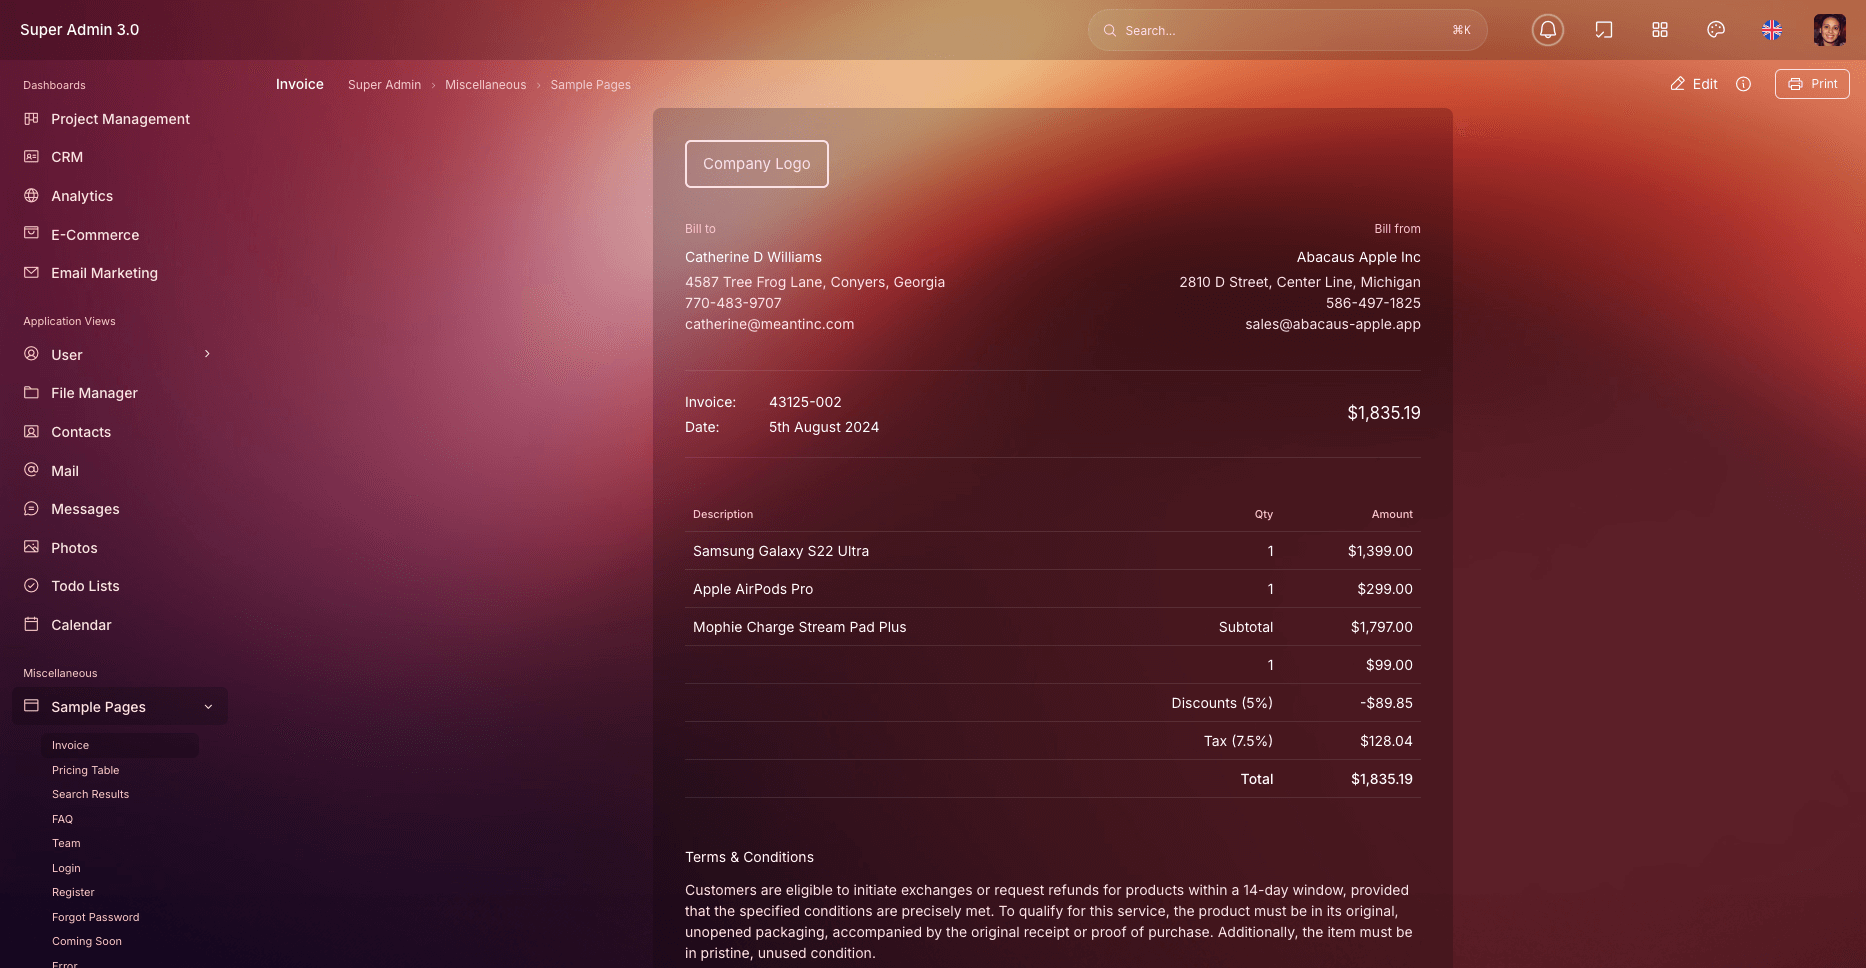 Super Admin 3.0
Search...
⌘K
Dashboards
Project Management
CRM
Analytics
E-Commerce
Email Marketing
Application Views
User
File Manager
Contacts
Mail
Messages
Photos
Todo Lists
Calendar
Miscellaneous
Sample Pages
Invoice
Pricing Table
Search Results
FAQ
Team
Login
Register
Forgot Password
Coming Soon
Error
Invoice Super Admin › Miscellaneous › Sample Pages
Edit
Print
Company Logo
Bill to
Catherine D Williams
4587 Tree Frog Lane, Conyers, Georgia
770-483-9707
catherine@meantinc.com
Bill from
Abacaus Apple Inc
2810 D Street, Center Line, Michigan
586-497-1825
sales@abacaus-apple.app
Invoice: 43125-002
Date: 5th August 2024
$1,835.19
Description Qty Amount
Samsung Galaxy S22 Ultra 1 $1,399.00
Apple AirPods Pro 1 $299.00
Mophie Charge Stream Pad Plus Subtotal $1,797.00
1 $99.00
Discounts (5%) -$89.85
Tax (7.5%) $128.04
Total $1,835.19
Terms & Conditions
Customers are eligible to initiate exchanges or request refunds for products within a 14-day window, provided
that the specified conditions are precisely met. To qualify for this service, the product must be in its original,
unopened packaging, accompanied by the original receipt or proof of purchase. Additionally, the item must be
in pristine, unused condition.